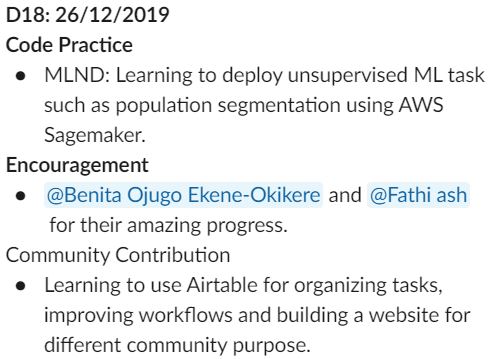 D18: 26/12/2019
Code Practice
● MLND: Learning to deploy unsupervised ML task
such as population segmentation using AWS
Sagemaker.
Encouragement
● @Benita Ojugo Ekene-Okikere and @Fathi ash
for their amazing progress.
Community Contribution
● Learning to use Airtable for organizing tasks,
improving workflows and building a website for
different community purpose.